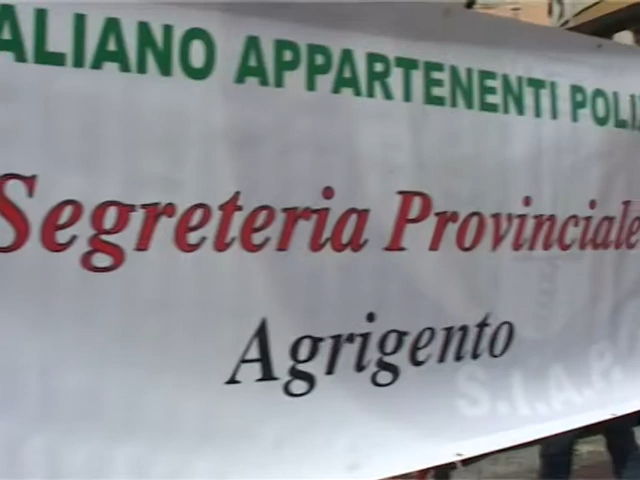 ALIANO APPARTENENTI POLI
Segreteria Provinciale
Agrigento
S.I.A.P.